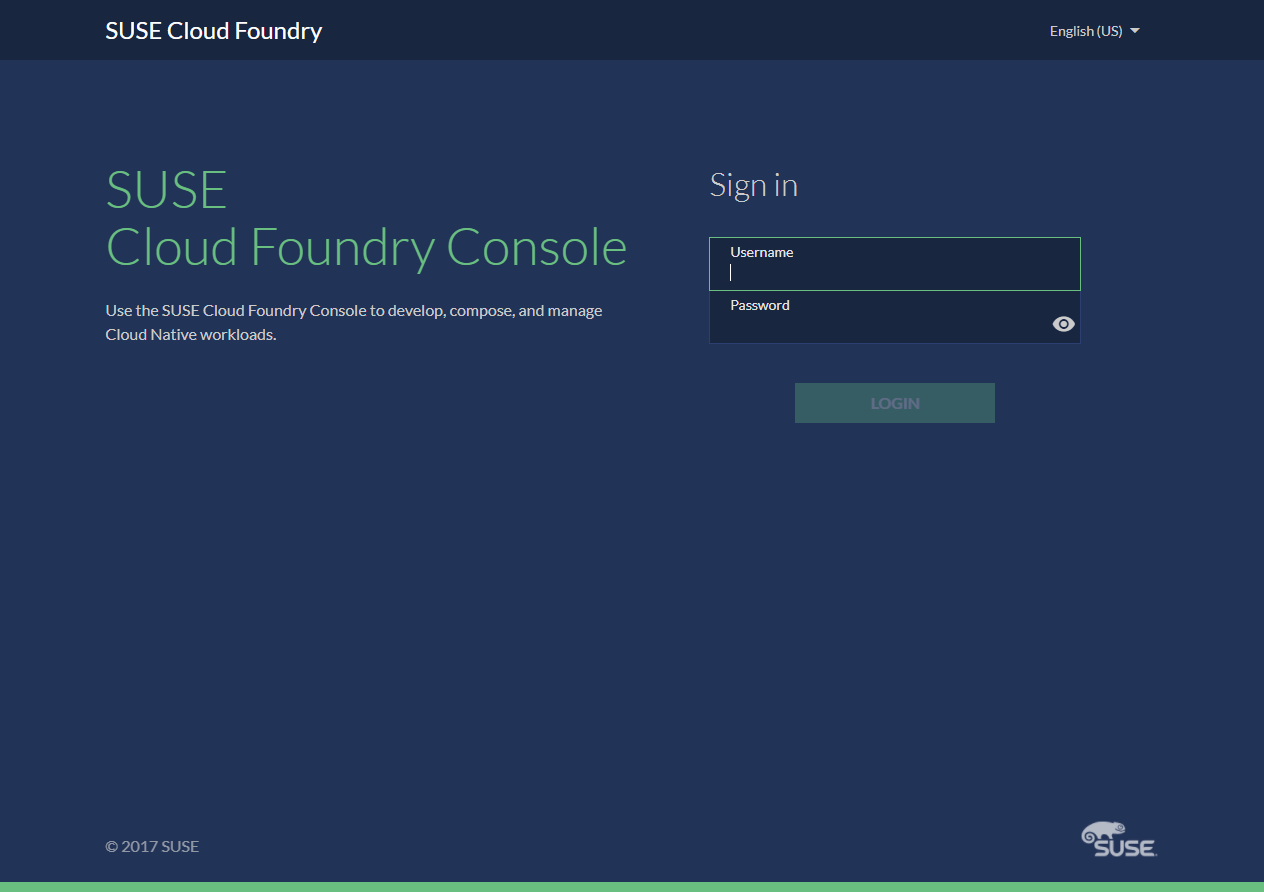 SUSE Cloud Foundry
English (US)
SUSE
Cloud Foundry Console
Use the SUSE Cloud Foundry Console to develop, compose, and manage
Cloud Native workloads.
Sign in
Username
Password
LOGIN
© 2017 SUSE
SUSE